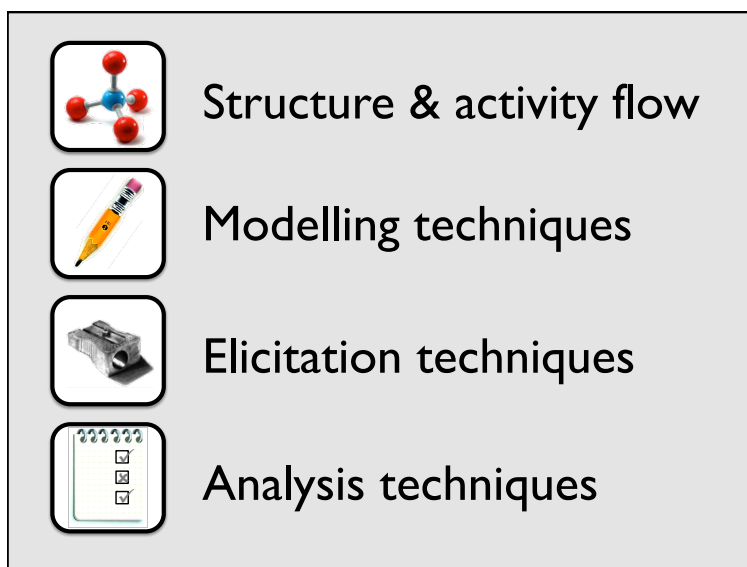 Structure & activity flow
Modelling techniques
Elicitation techniques
Analysis techniques